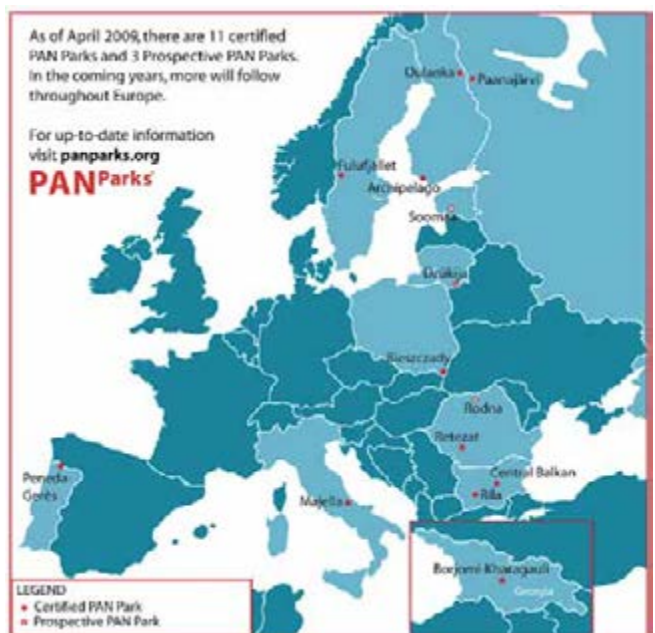 As of April 2009, there are 11 certified
PAN Parks and 3 Prospective PAN Parks.
In the coming years, more will follow
throughout Europe.
For up-to-date information
visit panparks.org
PANParks
Oulanka
Paanajärvi
Fulufjället
Archipelago
Soomaa
Bieszczady
Rodna
Retezat
Central Balkan
Rila
Peneda
Gerês
Majella
Borjomi-Kharagauli
Georgia
LEGEND
Certified PAN Park
Prospective PAN Park